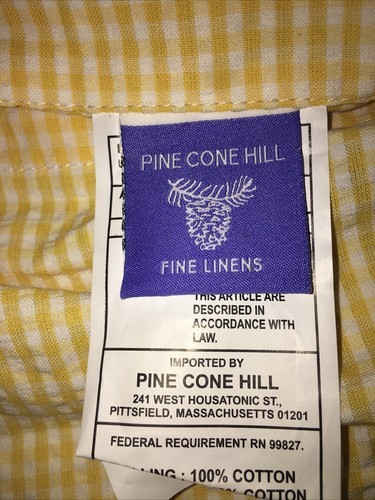 PINE CONE HILL
FINE LINENS
THIS ARTICLE ARE
DESCRIBED IN
ACCORDANCE WITH
LAW.
IMPORTED BY
PINE CONE HILL
241 WEST HOUSATONIC ST.,
PITTSFIELD, MASSACHUSETTS 01201
FEDERAL REQUIREMENT RN 99827.
: 100% COTTON
% COTTON